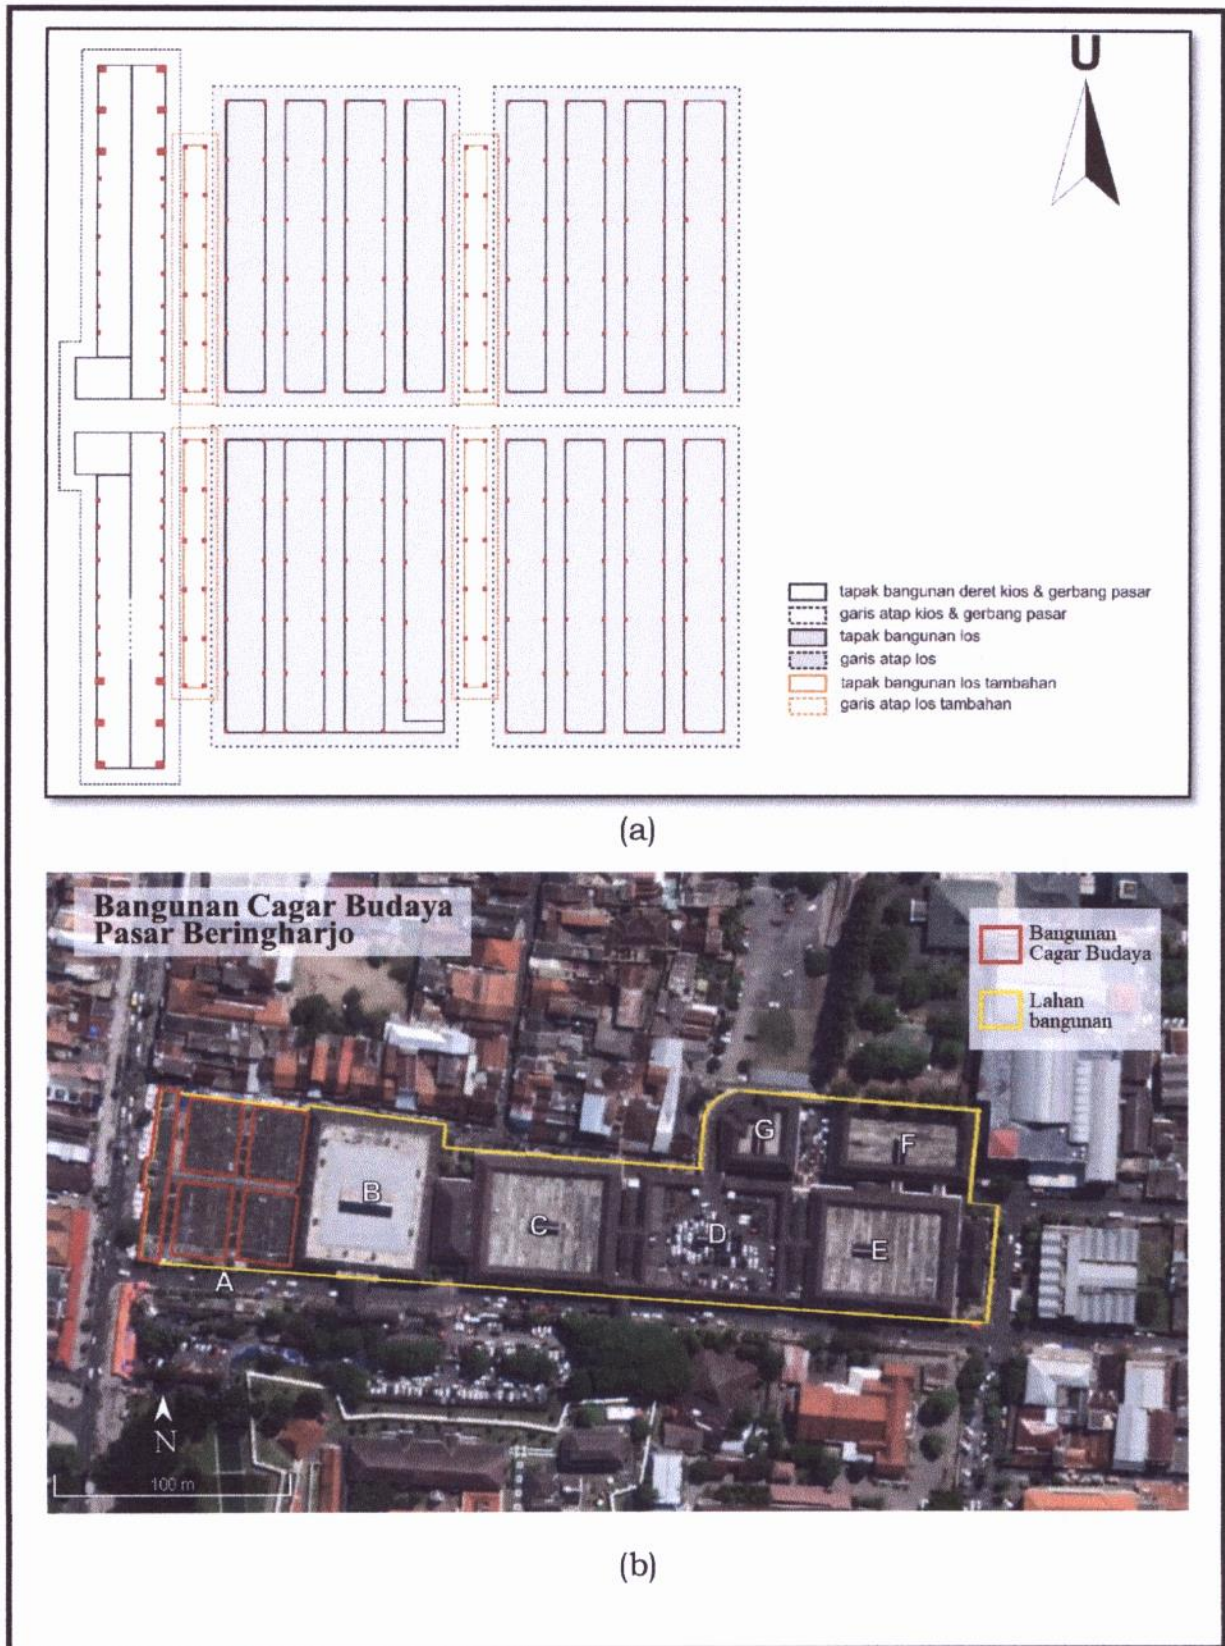 U
tapak bangunan deret kios & gerbang pasar
garis atap kios & gerbang pasar
tapak bangunan los
garis atap los
tapak bangunan los tambahan
garis atap los tambahan
(a)
Bangunan Cagar Budaya
Pasar Beringharjo
Bangunan
Cagar Budaya
Lahan
bangunan
G
F
B
C
D
E
A
N
100 m
(b)